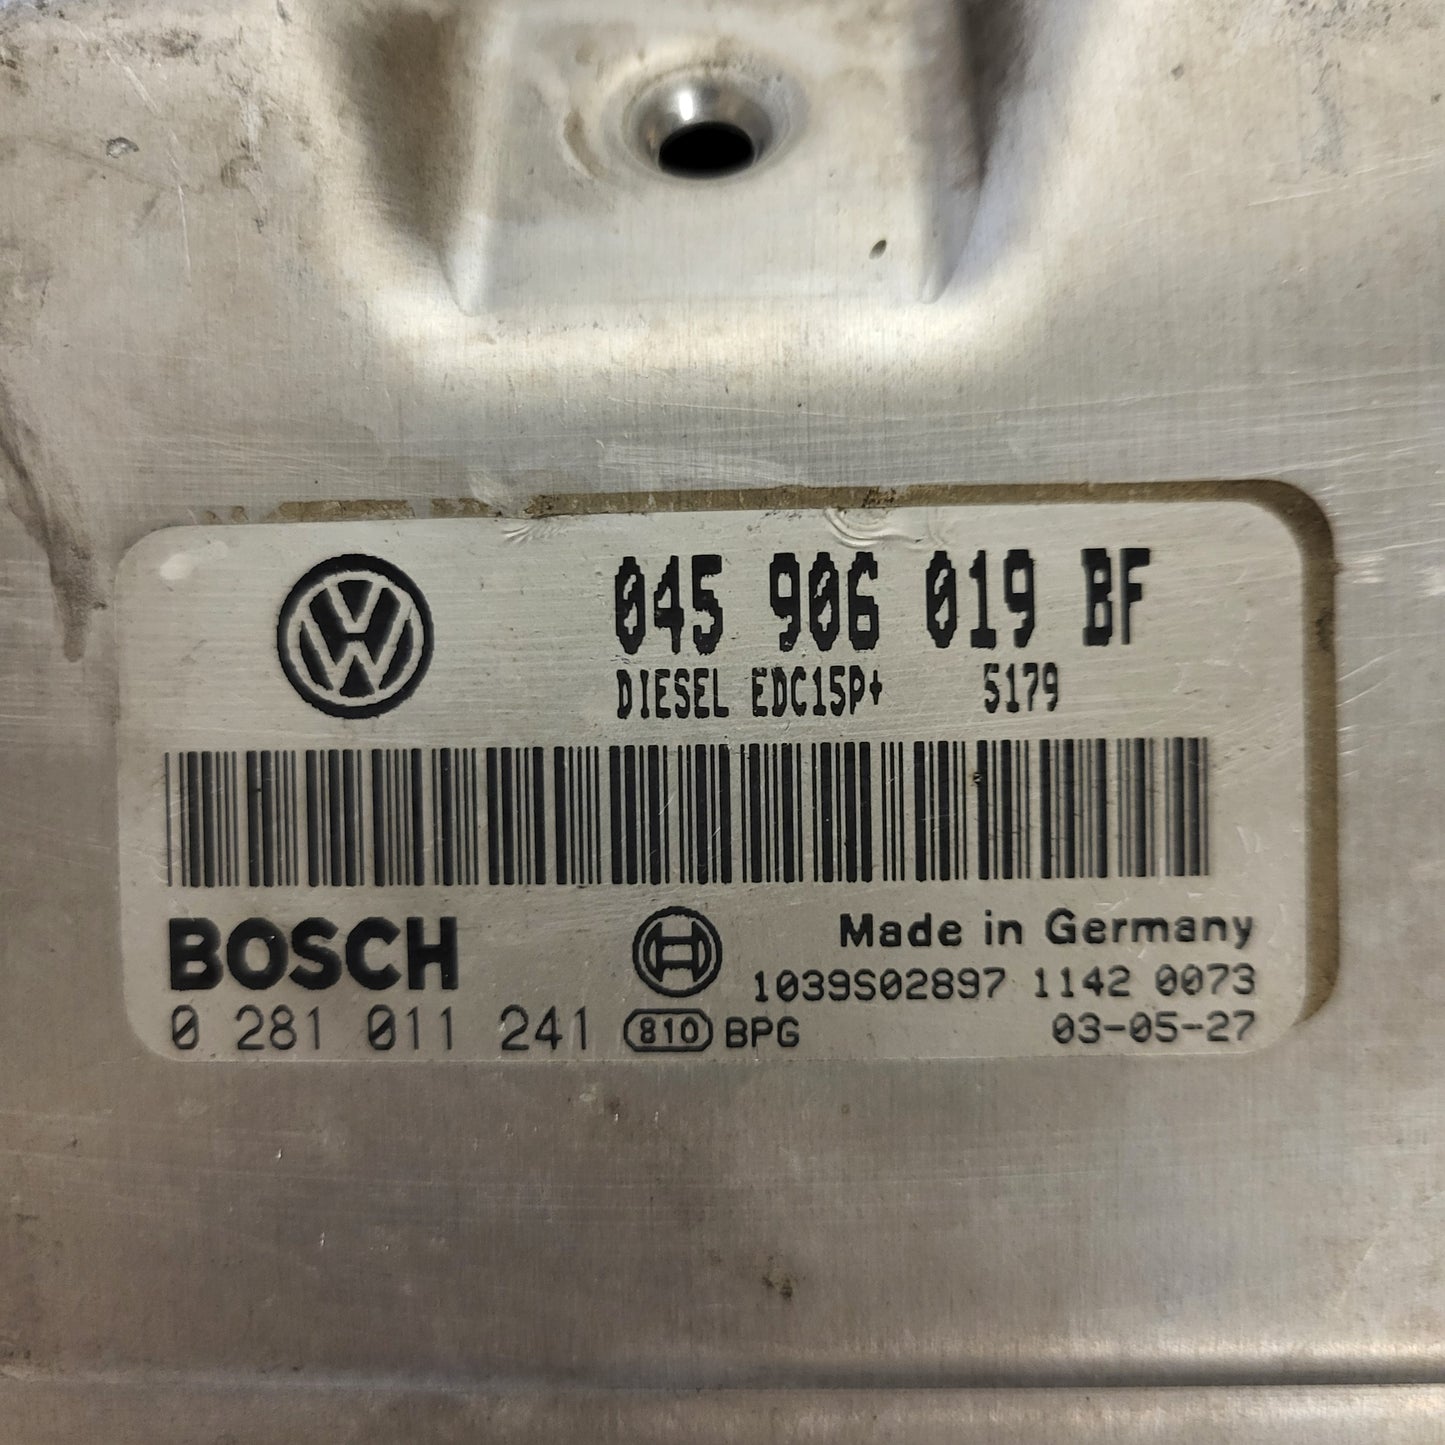 045 906 019 BF
DIESEL EDC15P+ 5179
BOSCH
Made in Germany
1039S02897 1142 0073
0 281 011 241 810 BPG 03-05-27